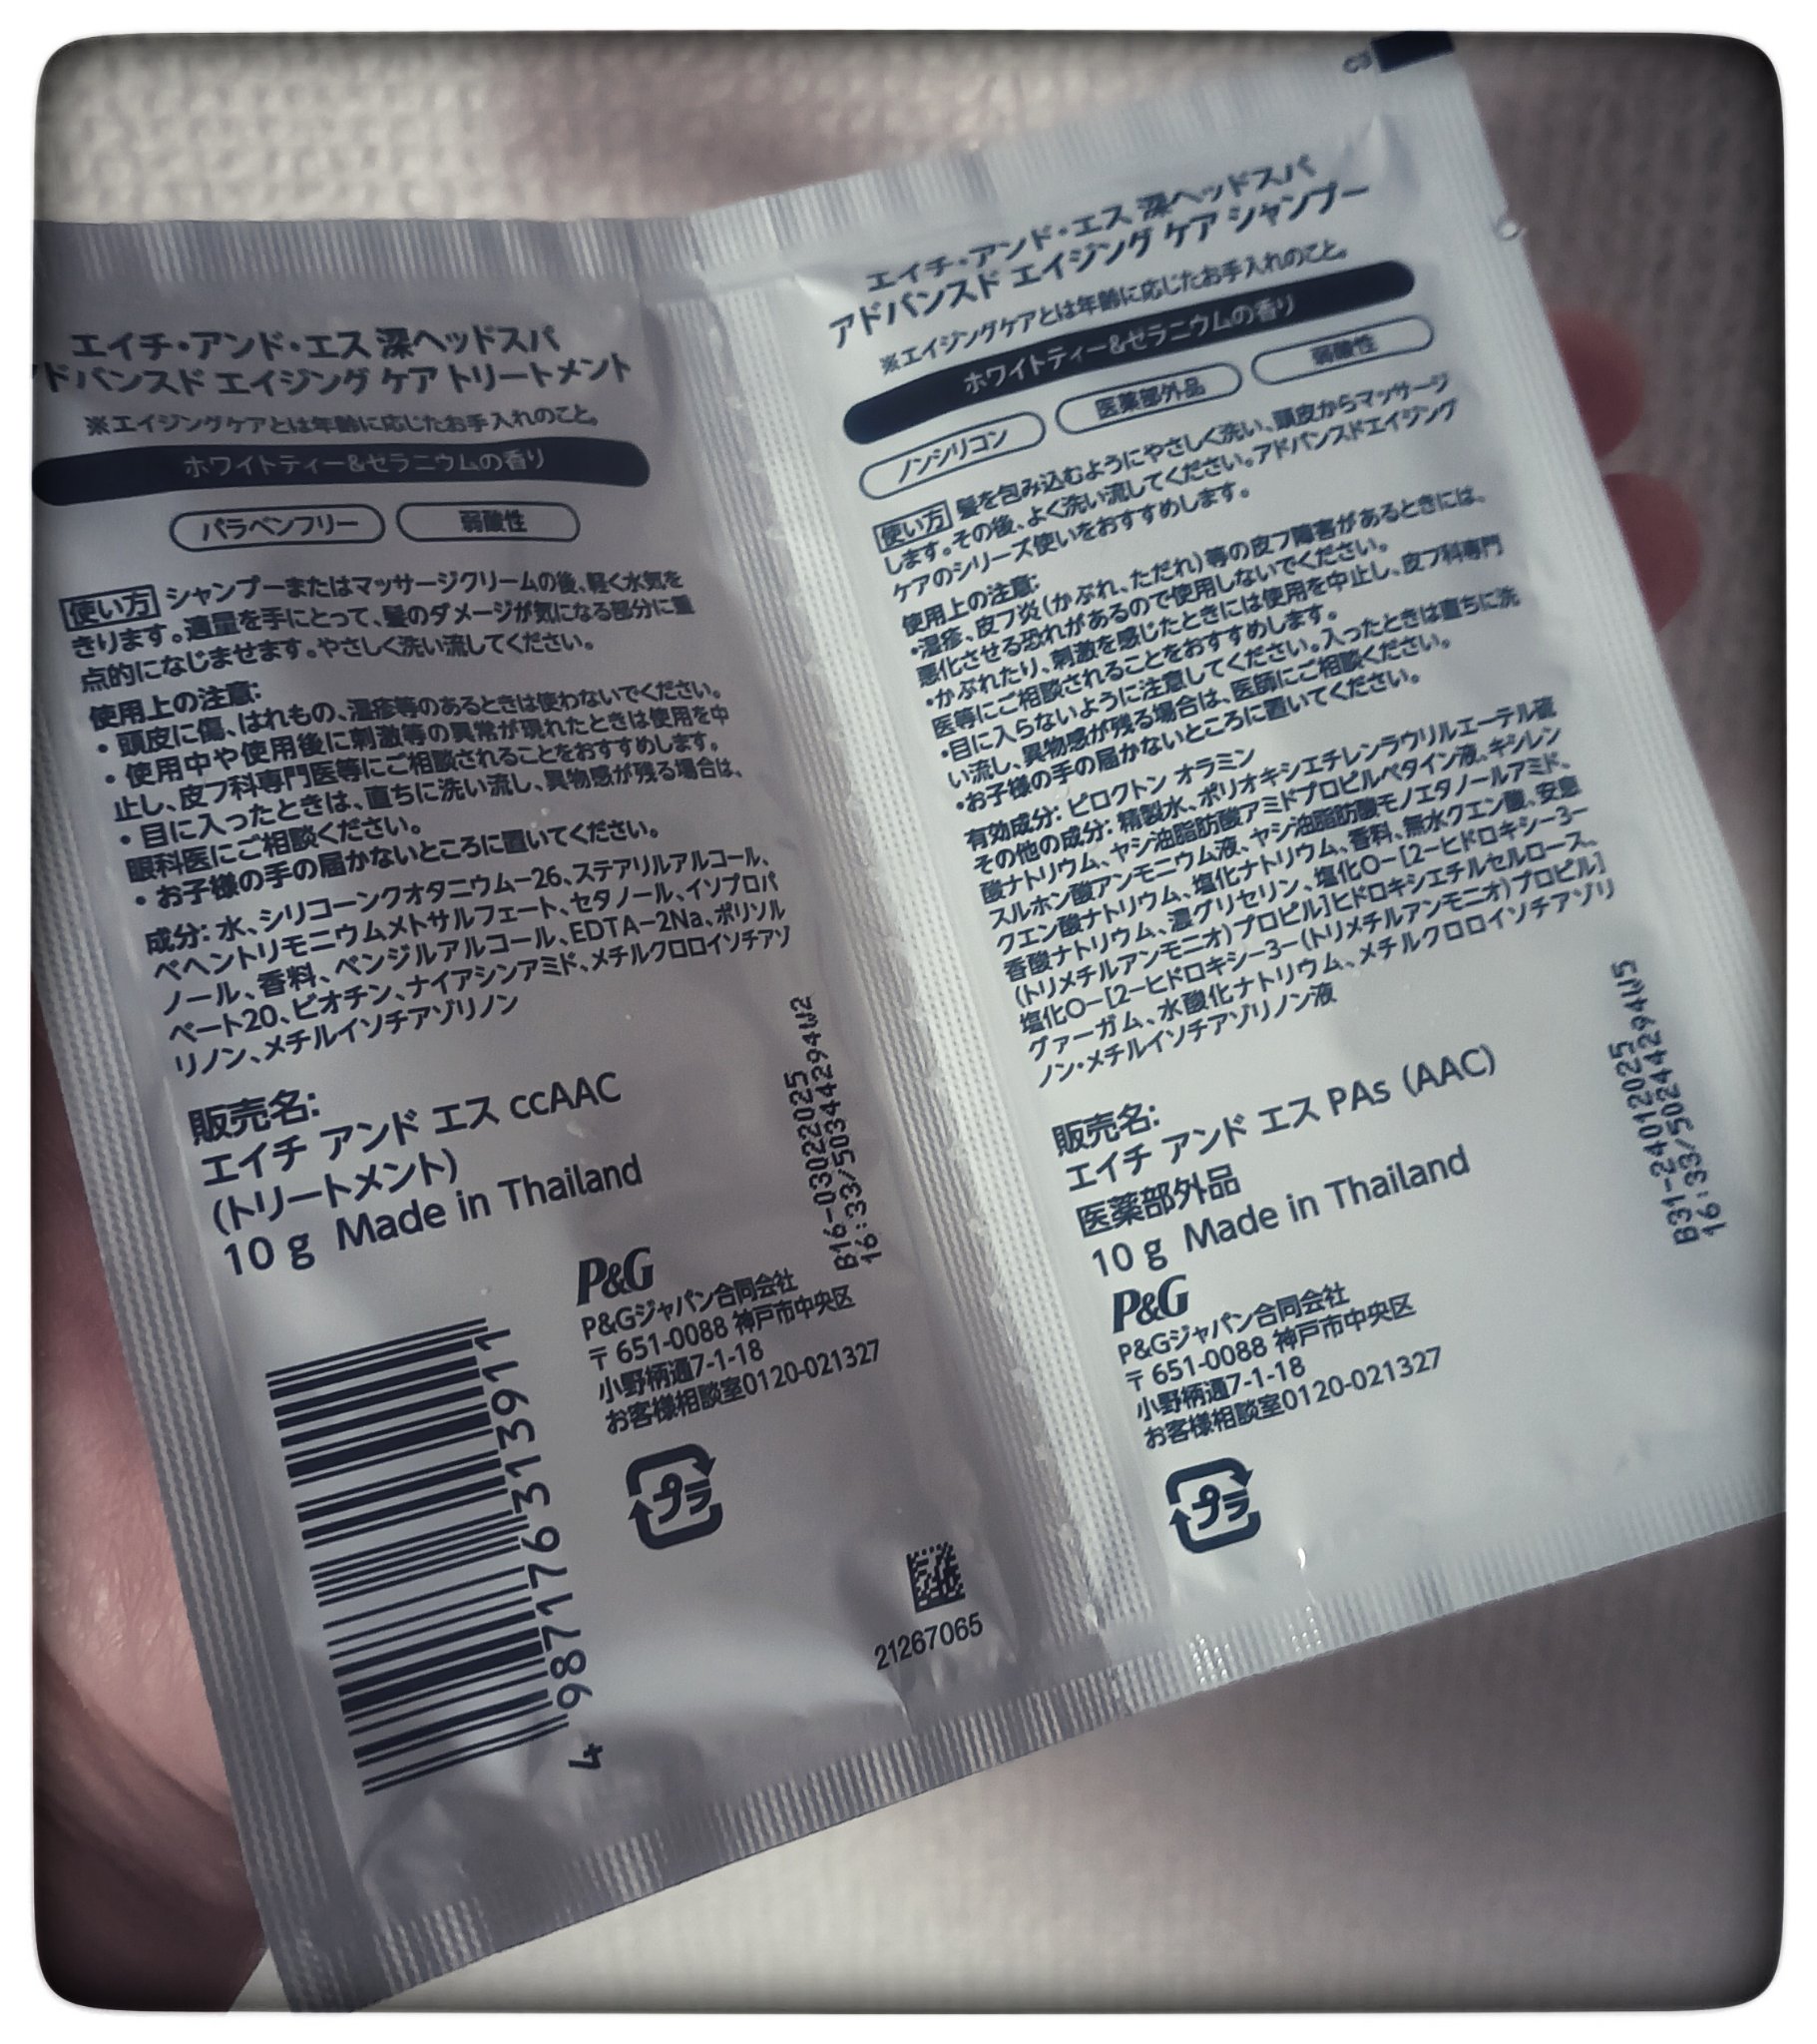 エイチ・アンド・エス 深ヘッドスパ
ドバンスド エイジング ケア トリートメント
※エイジングケアとは年齢に応じたお手入れのこと。
ホワイトティー&ゼラニウムの香り
パラベンフリー 弱酸性
使い方 シャンプーまたはマッサージクリームの後、軽く水気を
きります。適量を手にとって、髪のダメージが気になる部分に重
点的になじませます。やさしく洗い流してください。
使用上の注意:
・頭皮に傷、はれもの、湿疹等のあるときは使わないでください。
・使用中や使用後に刺激等の異常が現れたときは使用を中
止し、皮フ科専門医等にご相談されることをおすすめします。
・目に入ったときは、直ちに洗い流し、異物感が残る場合は、
眼科医にご相談ください。
・お子様の手の届かないところに置いてください。
成分: 水、シリコーンクオタニウム-26、ステアリルアルコール、
ベヘントリモニウムメトサルフェート、セタノール、イソプロパ
ノール、香料、ベンジルアルコール、EDTA-2Na、ポリソル
ベート20、ビオチン、ナイアシンアミド、メチルクロロイソチアゾ
リノン、メチルイソチアゾリノン
販売名:
エイチ アンド エス ccAAC
(トリートメント)
10 g Made in Thailand
P&G
P&Gジャパン合同会社
〒651-0088 神戸市中央区
小野柄通7-1-18
お客様相談室0120-021327
プラ
B16-03022025
16:33/50344294W2
4 987176 313911
21267065
エイチ・アンド・エス 深ヘッドスパ
アドバンスド エイジング ケア シャンプー
※エイジングケアとは年齢に応じたお手入れのこと。
ホワイトティー&ゼラニウムの香り
ノンシリコン 医薬部外品 弱酸性
使い方 髪を包み込むようにやさしく洗い、頭皮からマッサージ
します。その後、よく洗い流してください。アドバンスドエイジング
ケアのシリーズ使いをおすすめします。
使用上の注意:
・湿疹、皮フ炎(かぶれ、ただれ)等の皮フ障害があるときには、
悪化させる恐れがあるので使用しないでください。
・かぶれたり、刺激を感じたときには使用を中止し、皮フ科専門
医等にご相談されることをおすすめします。
・目に入らないように注意してください。入ったときは直ちに洗
い流し、異物感が残る場合は、医師にご相談ください。
・お子様の手の届かないところに置いてください。
有効成分: ピロクトン オラミン
その他の成分: 精製水、ポリオキシエチレンラウリルエーテル硫
酸ナトリウム、ヤシ油脂肪酸アミドプロピルベタイン液、キシレン
スルホン酸アンモニウム液、ヤシ油脂肪酸モノエタノールアミド、
クエン酸ナトリウム、塩化ナトリウム、香料、無水クエン酸、安息
香酸ナトリウム、濃グリセリン、塩化O-[2-ヒドロキシ-3-
(トリメチルアンモニオ)プロピル]ヒドロキシエチルセルロース、
塩化O-[2-ヒドロキシ-3-(トリメチルアンモニオ)プロピル]
グァーガム、水酸化ナトリウム、メチルクロロイソチアゾリ
ノン・メチルイソチアゾリノン液
販売名:
エイチ アンド エス PAs (AAC)
医薬部外品
10 g Made in Thailand
P&G
P&Gジャパン合同会社
〒651-0088 神戸市中央区
小野柄通7-1-18
お客様相談室0120-021327
プラ
B31-24012025
16:33/50244294W5